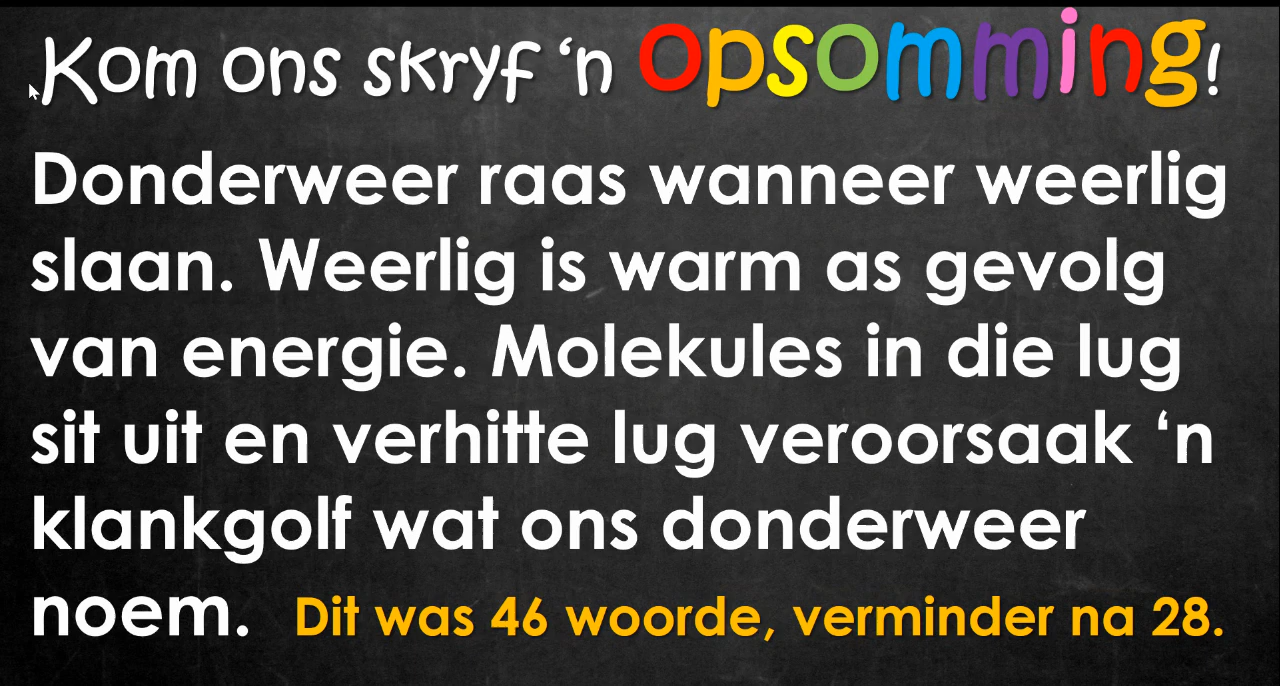 Kom ons skryf ‘n opsomming!
Donderweer raas wanneer weerlig
slaan. Weerlig is warm as gevolg
van energie. Molekules in die lug
sit uit en verhitte lug veroorsaak ‘n
klankgolf wat ons donderweer
noem. Dit was 46 woorde, verminder na 28.